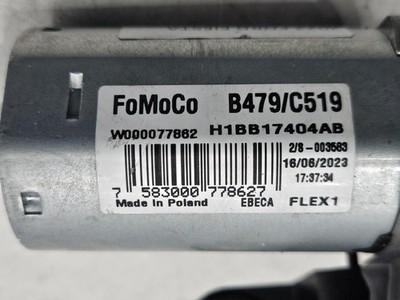 FoMoCo B479/C519
W000077862 H1BB17404AB
2/8-003583
16/06/2023
7 583000 778627 17:37:34
Made In Poland EBECA FLEX1